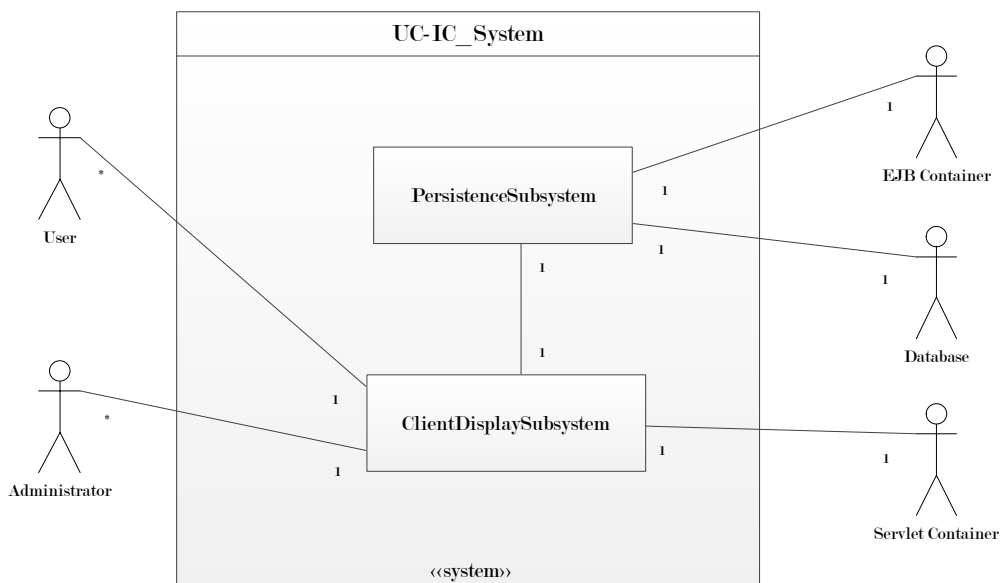 UC-IC_System
1
EJB Container
*
User
PersistenceSubsystem
1
1
1
1
Database
1
*
Administrator
1
1
1
ClientDisplaySubsystem
1
1
Servlet Container
‹‹system››